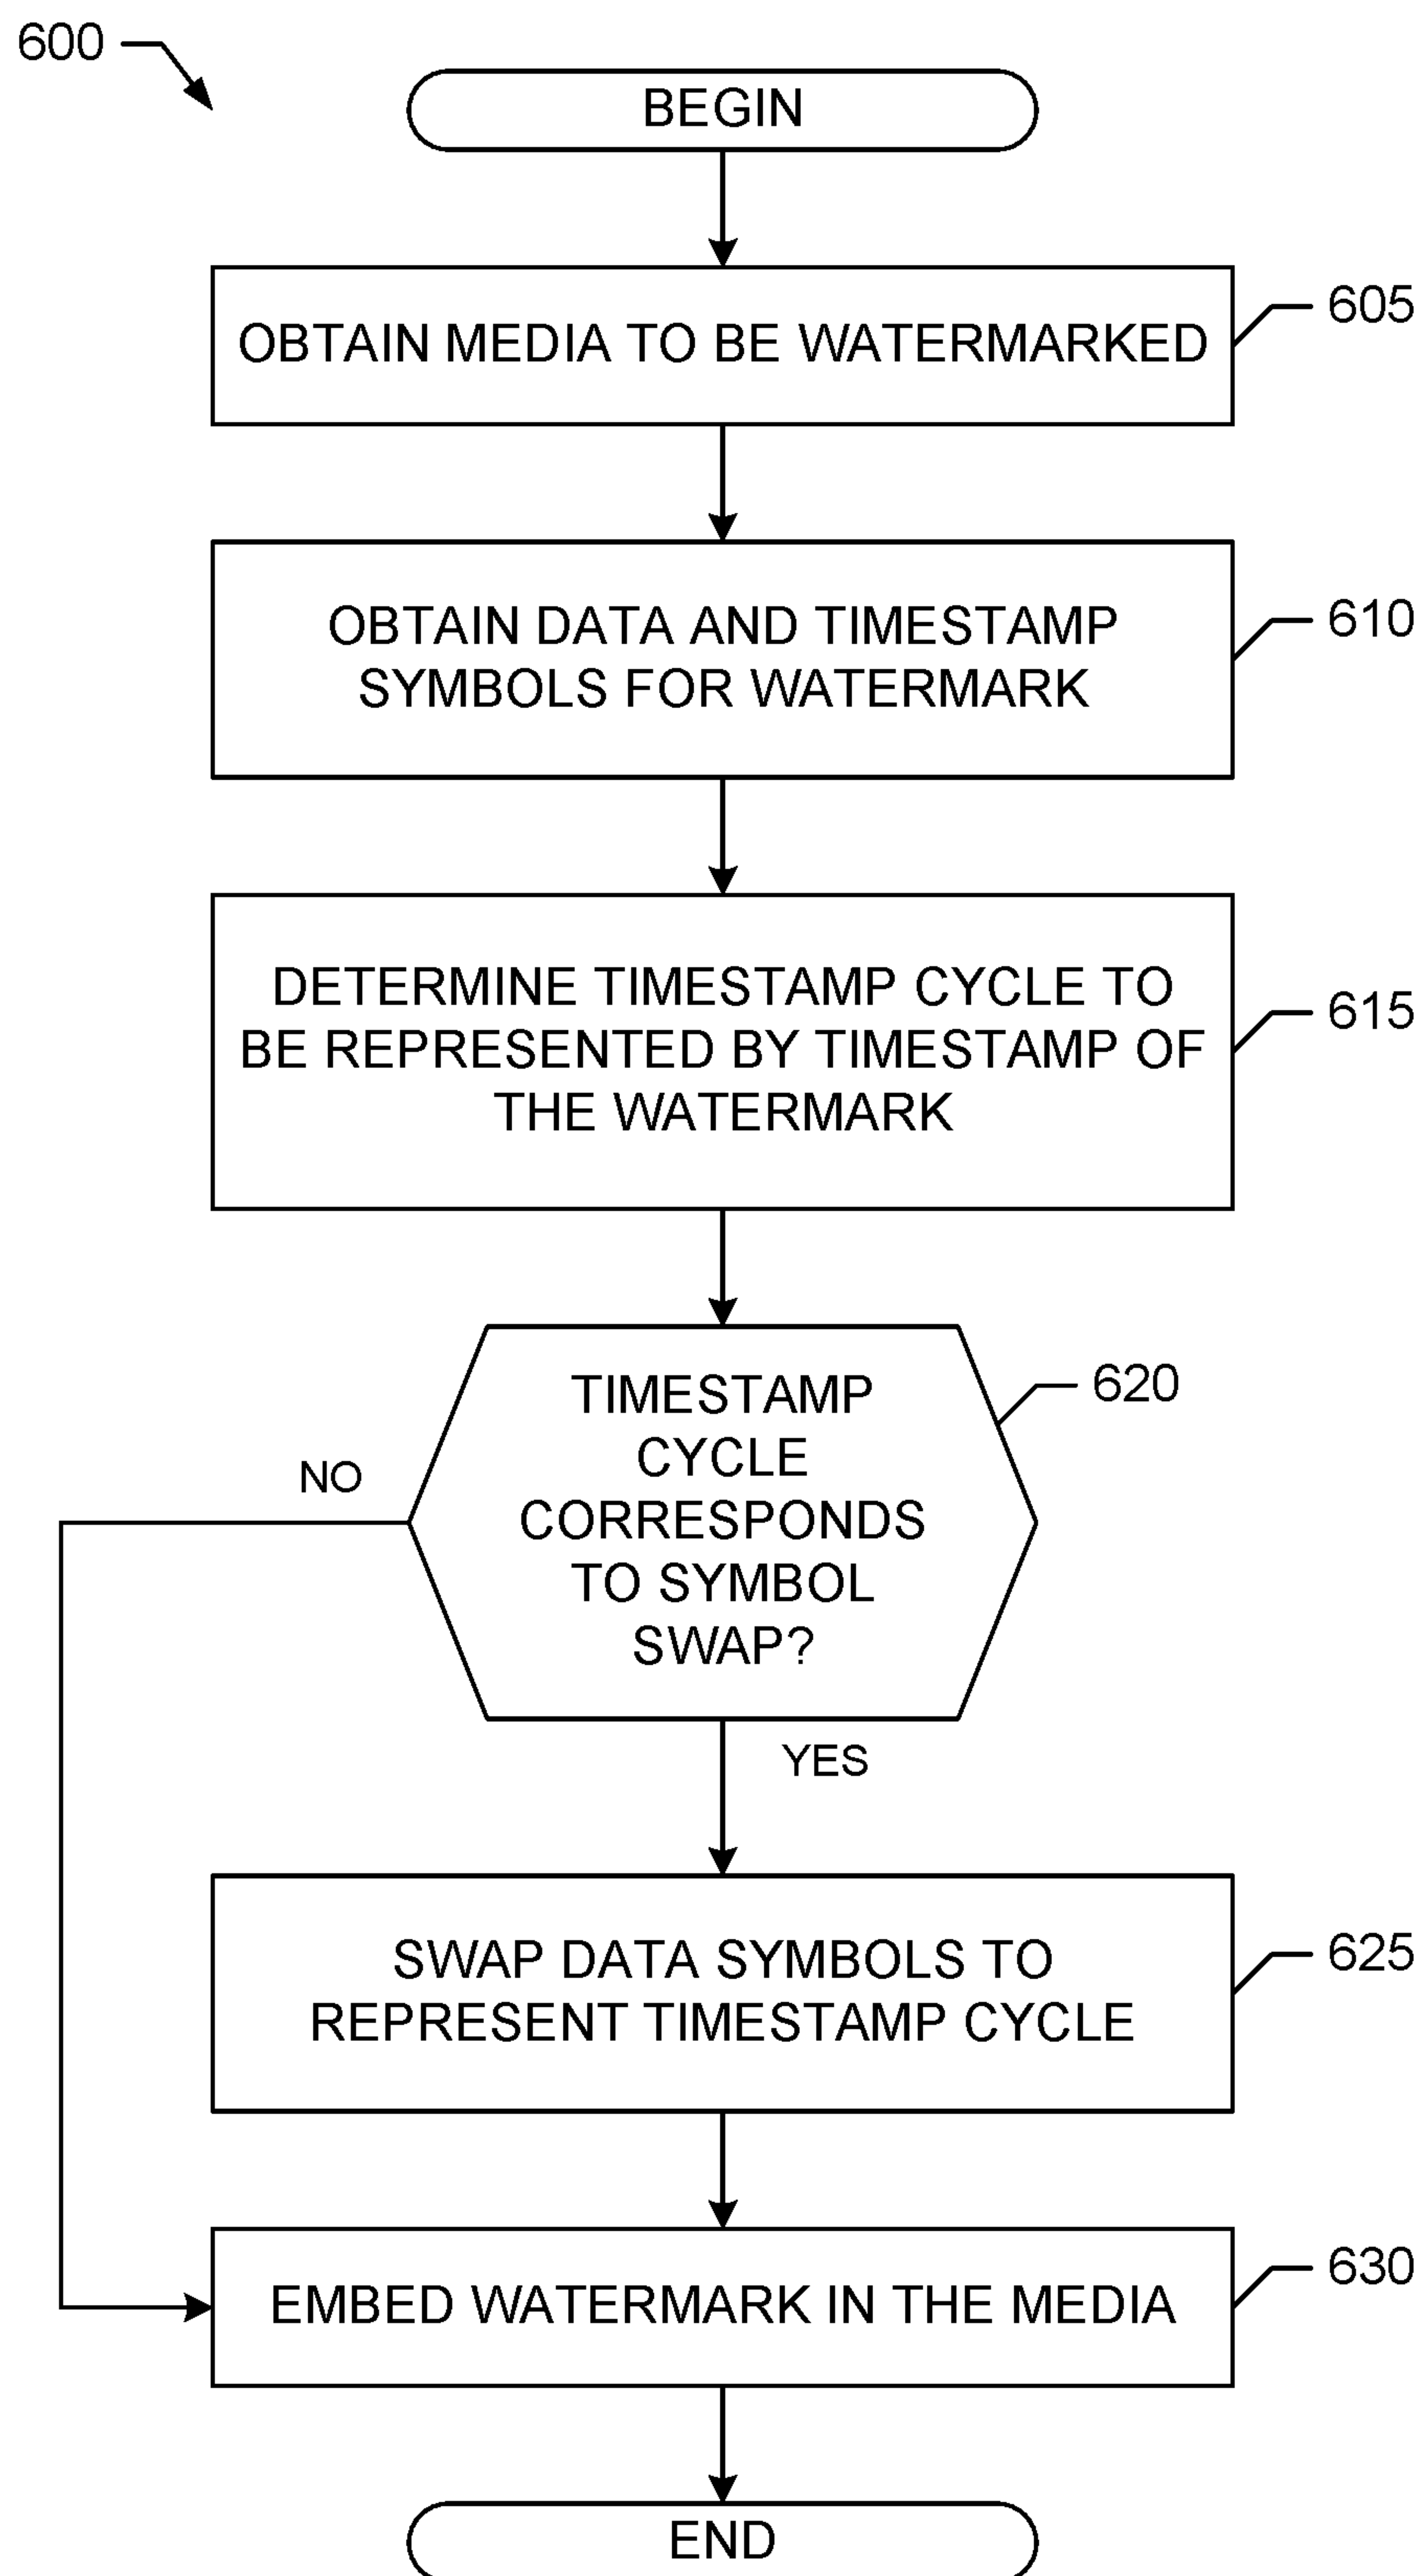 600
BEGIN
OBTAIN MEDIA TO BE WATERMARKED
605
OBTAIN DATA AND TIMESTAMP
SYMBOLS FOR WATERMARK
610
DETERMINE TIMESTAMP CYCLE TO
BE REPRESENTED BY TIMESTAMP OF
THE WATERMARK
615
TIMESTAMP
CYCLE
CORRESPONDS
TO SYMBOL
SWAP?
620
NO
YES
SWAP DATA SYMBOLS TO
REPRESENT TIMESTAMP CYCLE
625
EMBED WATERMARK IN THE MEDIA
630
END